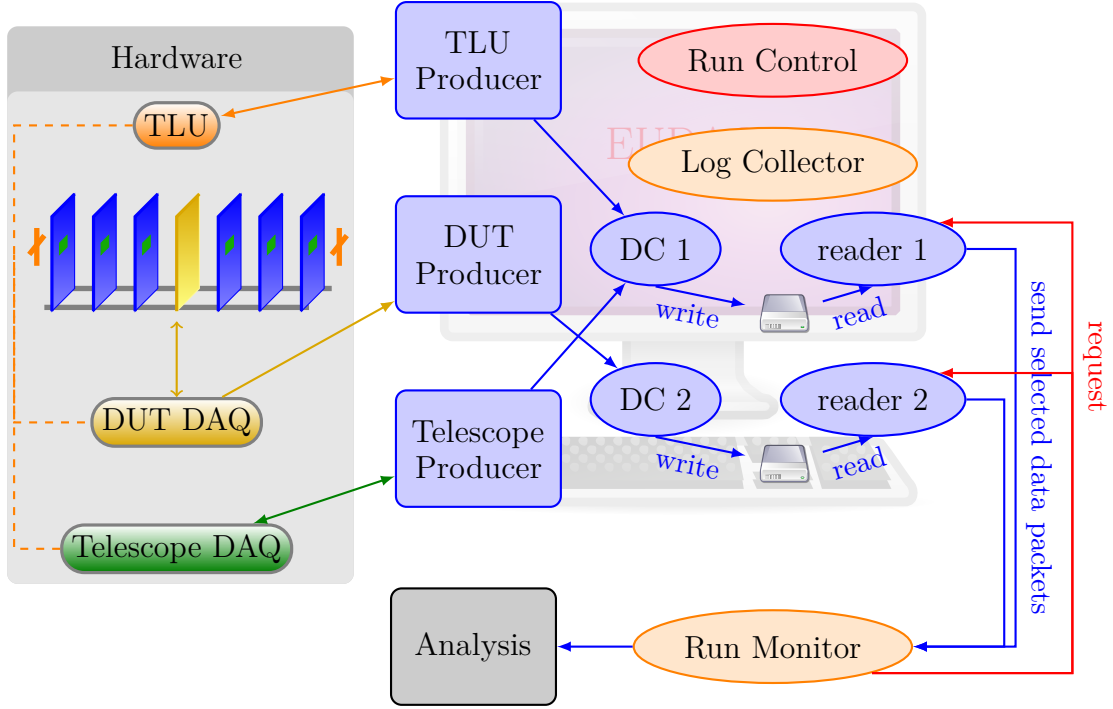 Hardware
TLU
DUT DAQ
Telescope DAQ
TLU
Producer
DUT
Producer
Telescope
Producer
Run Control
Log Collector
DC 1
reader 1
write
read
DC 2
reader 2
write
read
send selected data packets
request
Analysis
Run Monitor